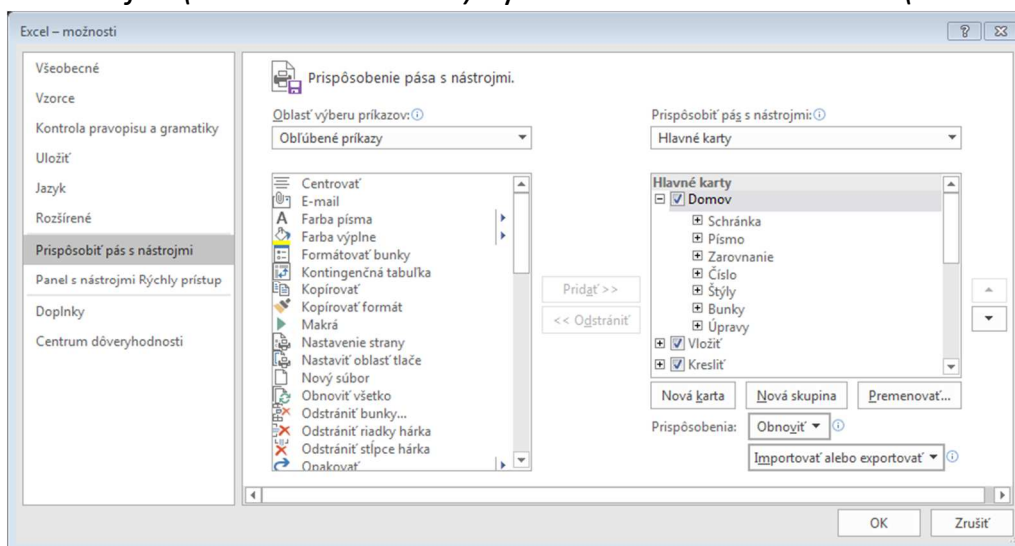 Excel – možnosti
Všeobecné
Vzorce
Kontrola pravopisu a gramatiky
Uložiť
Jazyk
Rozšírené
Prispôsobiť pás s nástrojmi
Panel s nástrojmi Rýchly prístup
Doplnky
Centrum dôveryhodnosti
Prispôsobenie pása s nástrojmi.
Oblasť výberu príkazov:
Obľúbené príkazy
Centrovať
E-mail
Farba písma
Farba výplne
Formátovať bunky
Kontingenčná tabuľka
Kopírovať
Kopírovať formát
Makrá
Nastavenie strany
Nastaviť oblasť tlače
Nový súbor
Obnoviť všetko
Odstrániť bunky...
Odstrániť riadky hárka
Odstrániť stĺpce hárka
Opakovať
Pridať >>
<< Odstrániť
Prispôsobiť pás s nástrojmi:
Hlavné karty
Hlavné karty
Domov
Schránka
Písmo
Zarovnanie
Číslo
Štýly
Bunky
Úpravy
Vložiť
Kresliť
Nová karta Nová skupina Premenovať...
Prispôsobenia: Obnoviť
Importovať alebo exportovať
OK Zrušiť